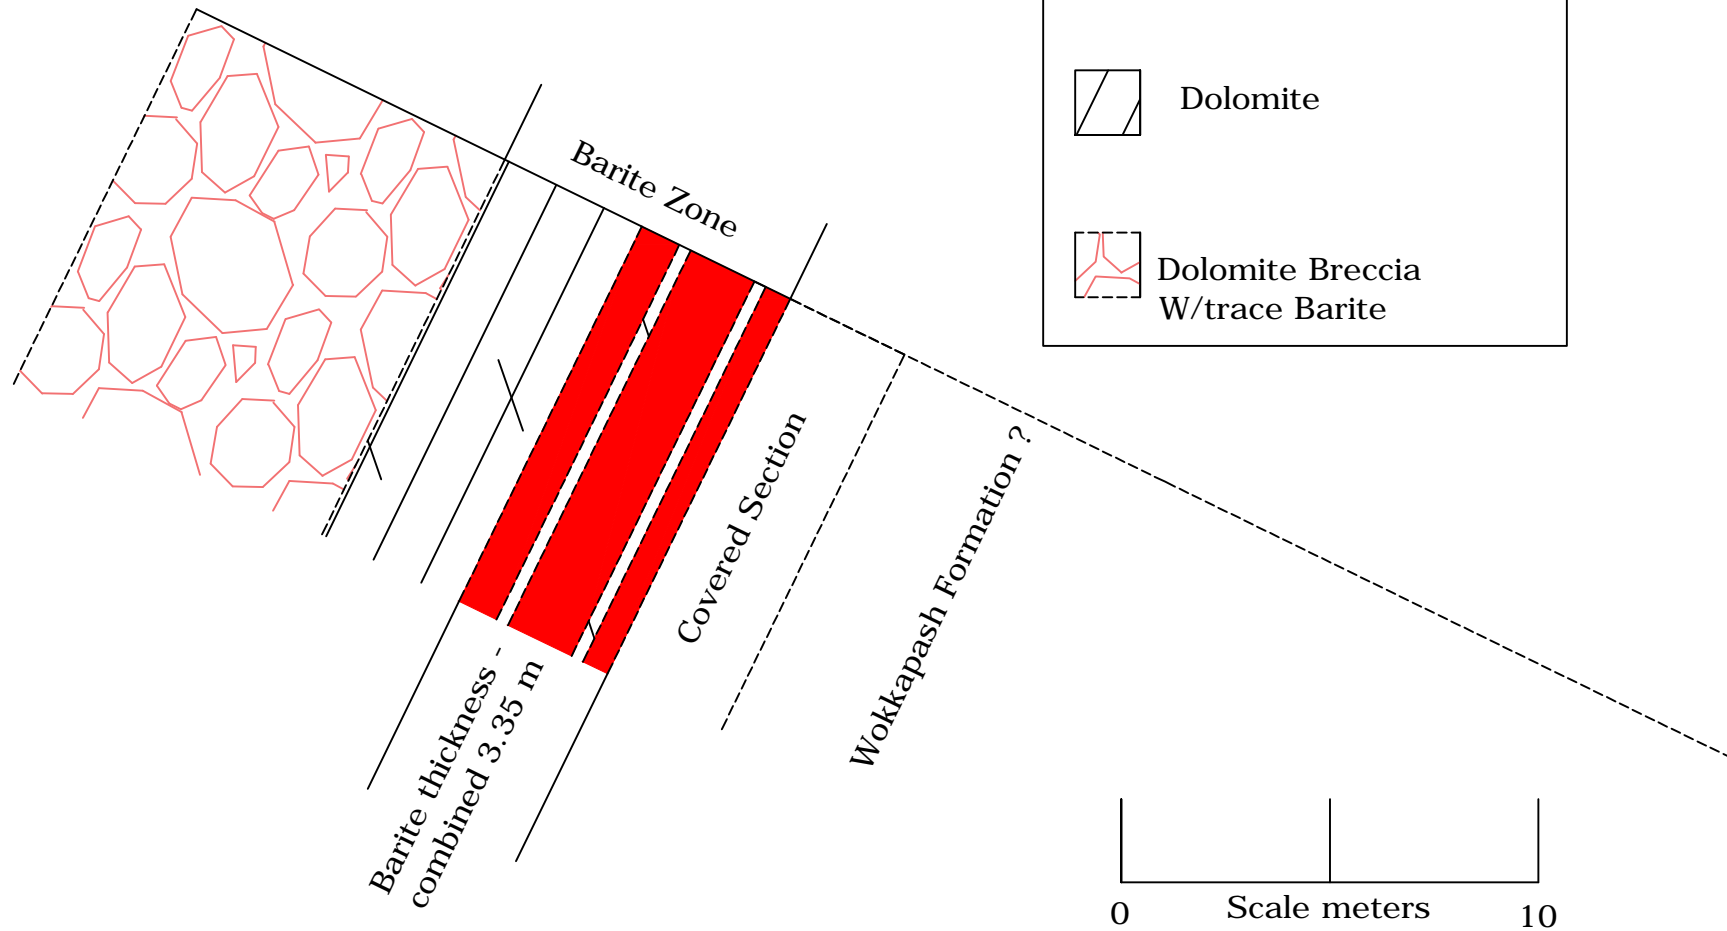 Barite Zone
Dolomite
Dolomite Breccia
W/trace Barite
Covered Section
Wokkapash Formation ?
Barite thickness -
combined 3.35 m
0
Scale meters
10